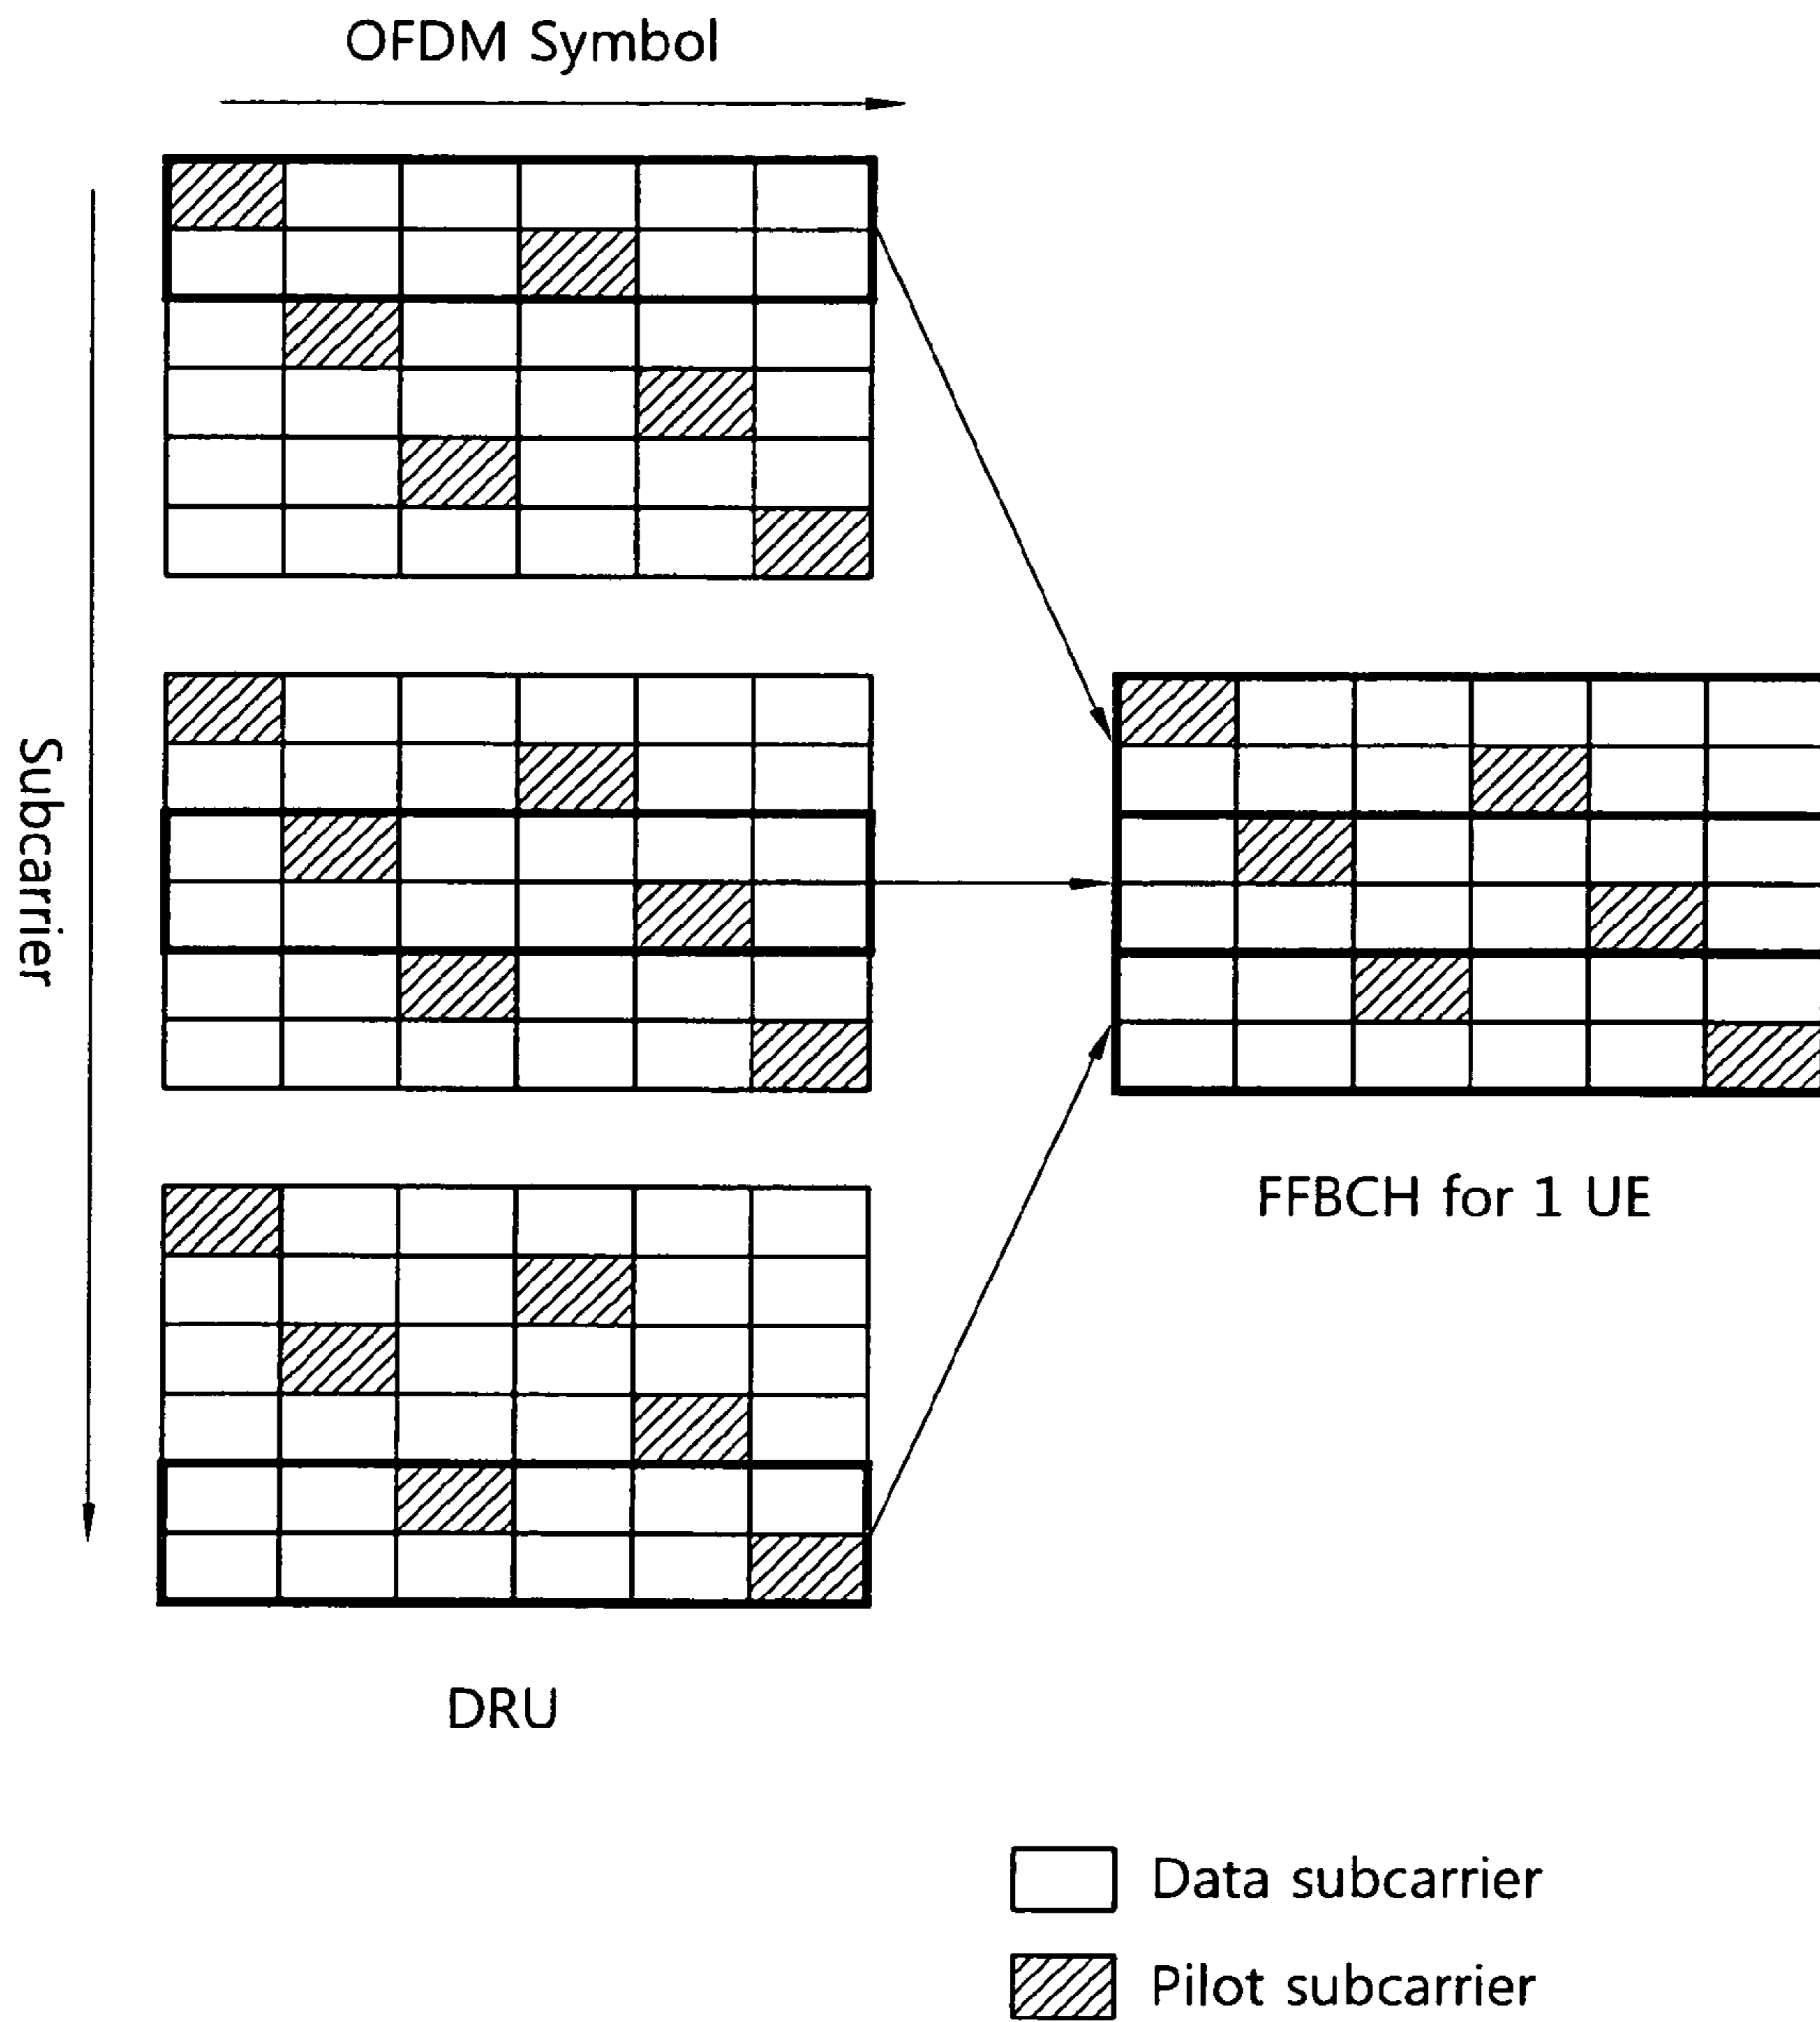 OFDM Symbol
Subcarrier
FFBCH for 1 UE
DRU
Data subcarrier
Pilot subcarrier